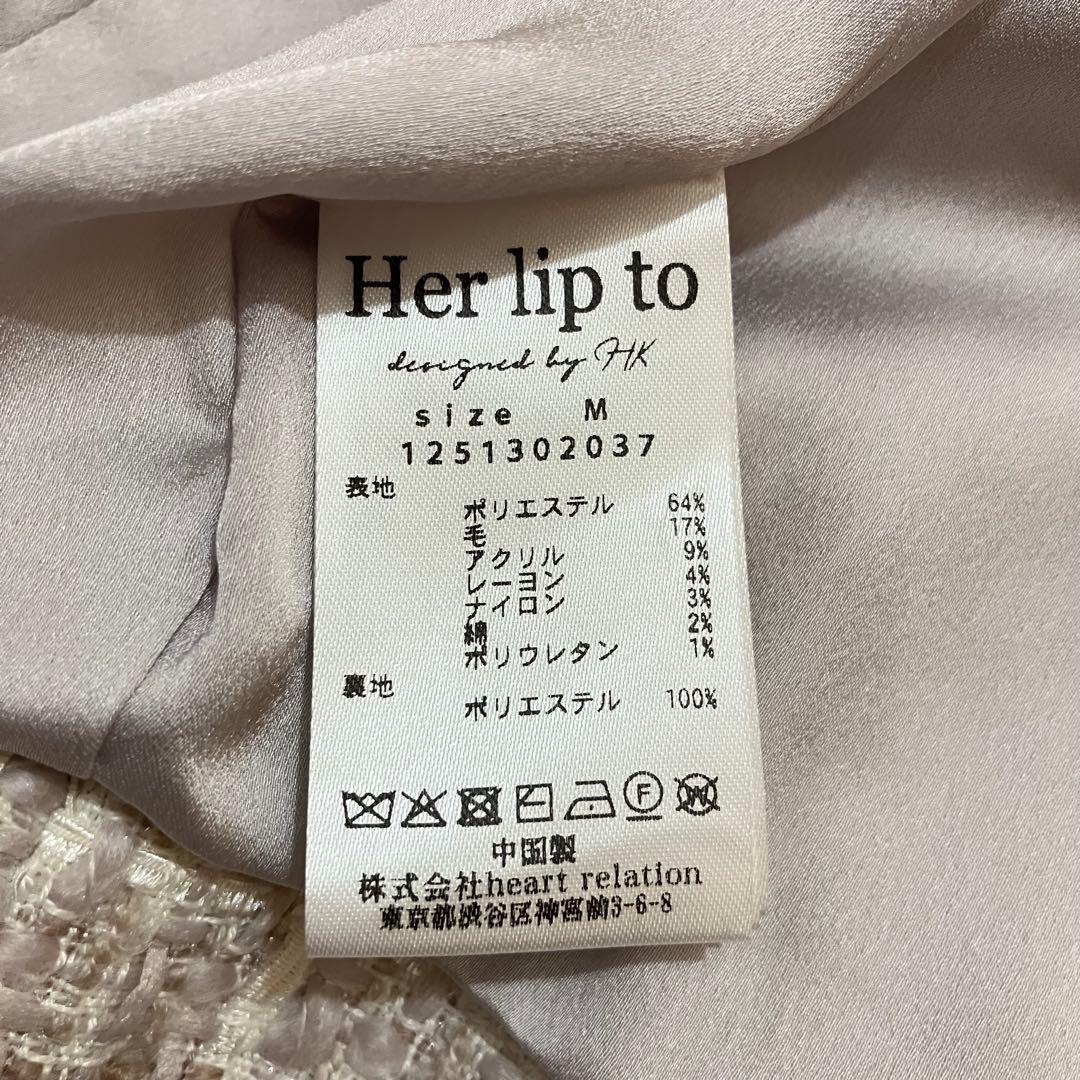 Her lip to
designed by HK
size M
1251302037
表地
ポリエステル 64%
毛 17%
アクリル 9%
レーヨン 4%
ナイロン 3%
綿 2%
ポリウレタン 1%
裏地
ポリエステル 100%
F W
中国製
株式会社heart relation
東京都渋谷区神宮前3-6-8